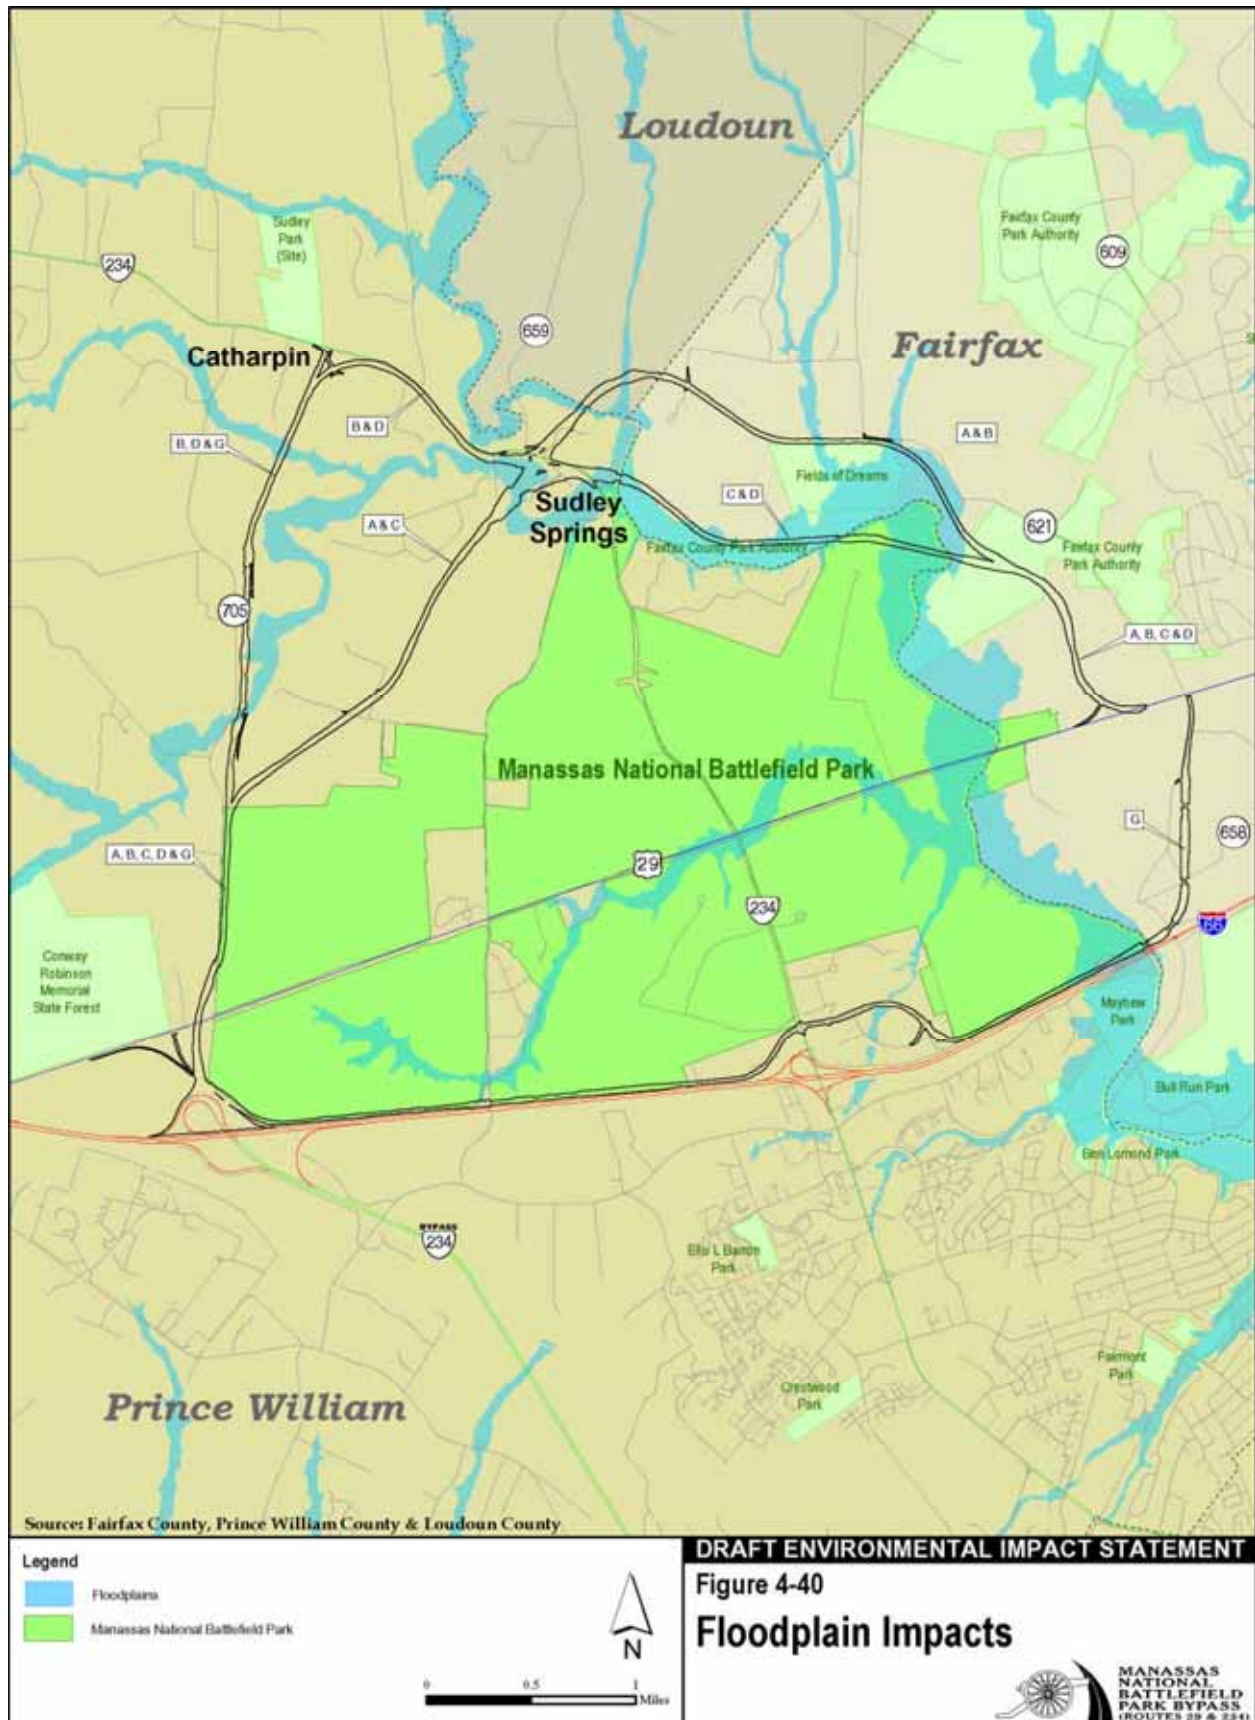 Loudoun
Sudley
Park
(Site)
Fairfax County
Park Authority
609
234
659
Fairfax
Catharpin
B & D
A & B
B, D & G
Fields of Dreams
C & D
Sudley
Springs
A & C
621
Fairfax County Park Authority
Fairfax County
Park Authority
705
A, B, C & D
Manassas National Battlefield Park
G
658
A, B, C, D & G
29
234
66
Conway
Robinson
Memorial
State Forest
Mayhew
Park
Bull Run Park
Ben Lomond Park
BYPASS
234
Ellis L Barron
Park
Fairmont
Park
Crestwood
Park
Prince William
Source: Fairfax County, Prince William County & Loudoun County
Legend
Floodplains
Manassas National Battlefield Park
N
0 0.5 1
Miles
DRAFT ENVIRONMENTAL IMPACT STATEMENT
Figure 4-40
Floodplain Impacts
MANASSAS
NATIONAL
BATTLEFIELD
PARK BYPASS
(ROUTES 29 & 234)